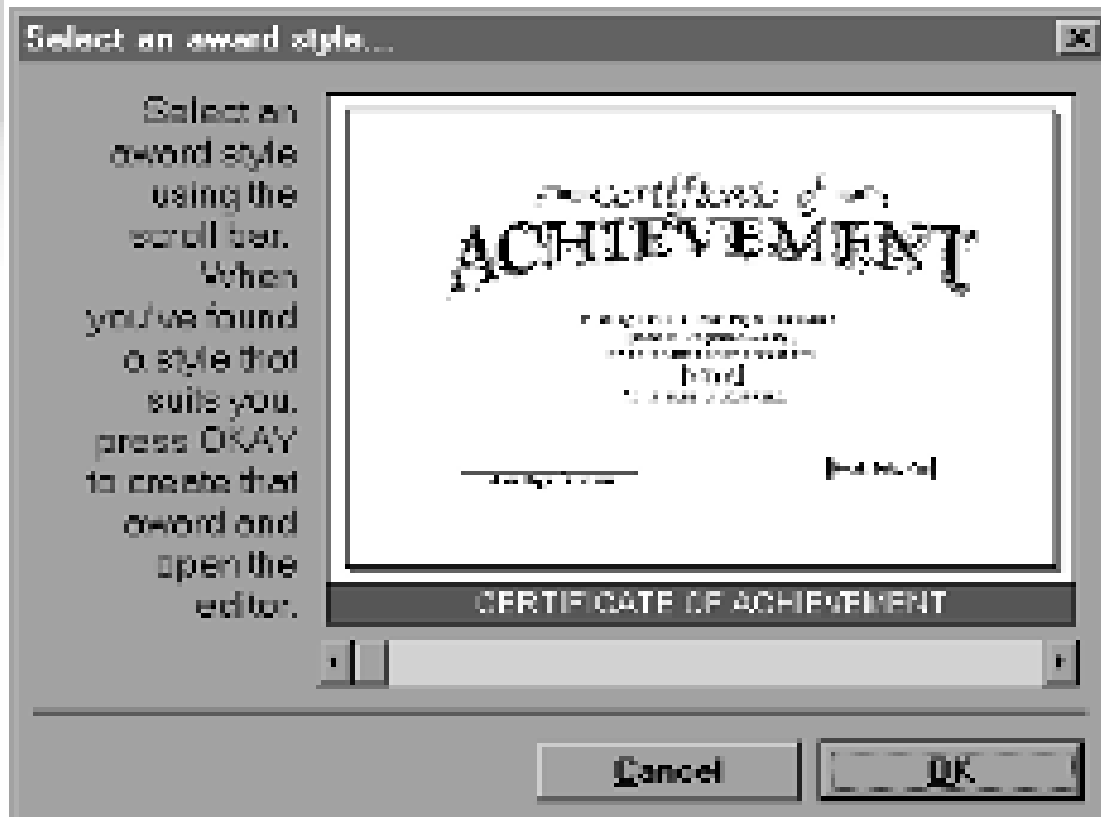 Select an award style...
Select an
award style
using the
scroll bar.
When
you've found
a style that
suits you,
press OKAY
to create that
award and
open the
editor.
Certificate of
ACHIEVEMENT
CERTIFICATE OF ACHIEVEMENT
Cancel
OK